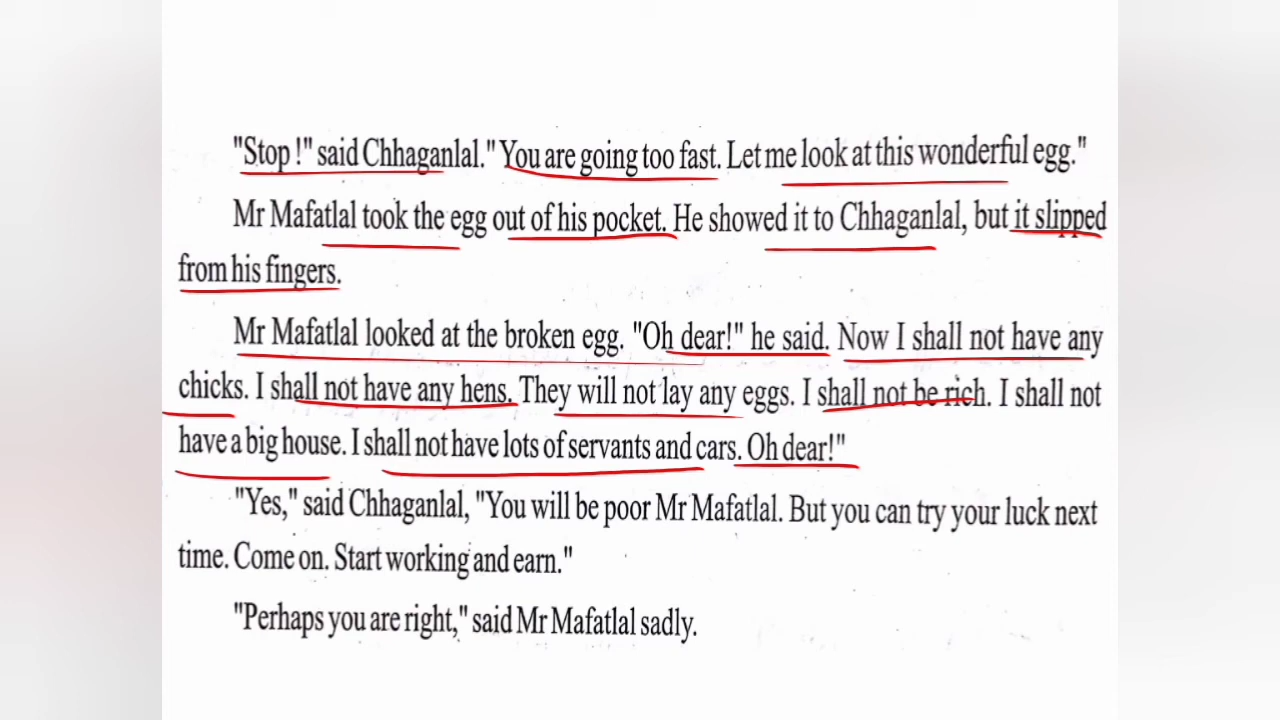 "Stop !" said Chhaganlal." You are going too fast. Let me look at this wonderful egg."
Mr Mafatlal took the egg out of his pocket. He showed it to Chhaganlal, but it slipped
from his fingers.
Mr Mafatlal looked at the broken egg. "Oh dear!" he said. Now I shall not have any
chicks. I shall not have any hens. They will not lay any eggs. I shall not be rich. I shall not
have a big house. I shall not have lots of servants and cars. Oh dear!"
"Yes," said Chhaganlal, "You will be poor Mr Mafatlal. But you can try your luck next
time. Come on. Start working and earn."
"Perhaps you are right," said Mr Mafatlal sadly.